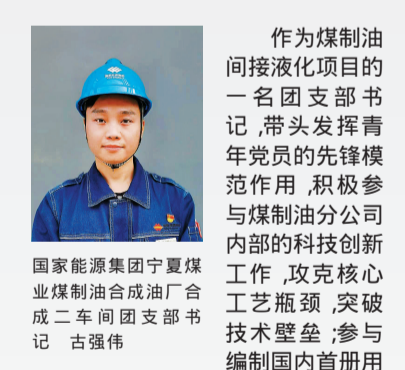 国家能源集团宁夏煤
业煤制油合成油厂合
成二车间团支部书
记　古强伟
作为煤制油
间接液化项目的
一名团支部书
记,带头发挥青
年党员的先锋模
范作用,积极参
与煤制油分公司
内部的科技创新
工作,攻克核心
工艺瓶颈,突破
技术壁垒;参与
编制国内首册用